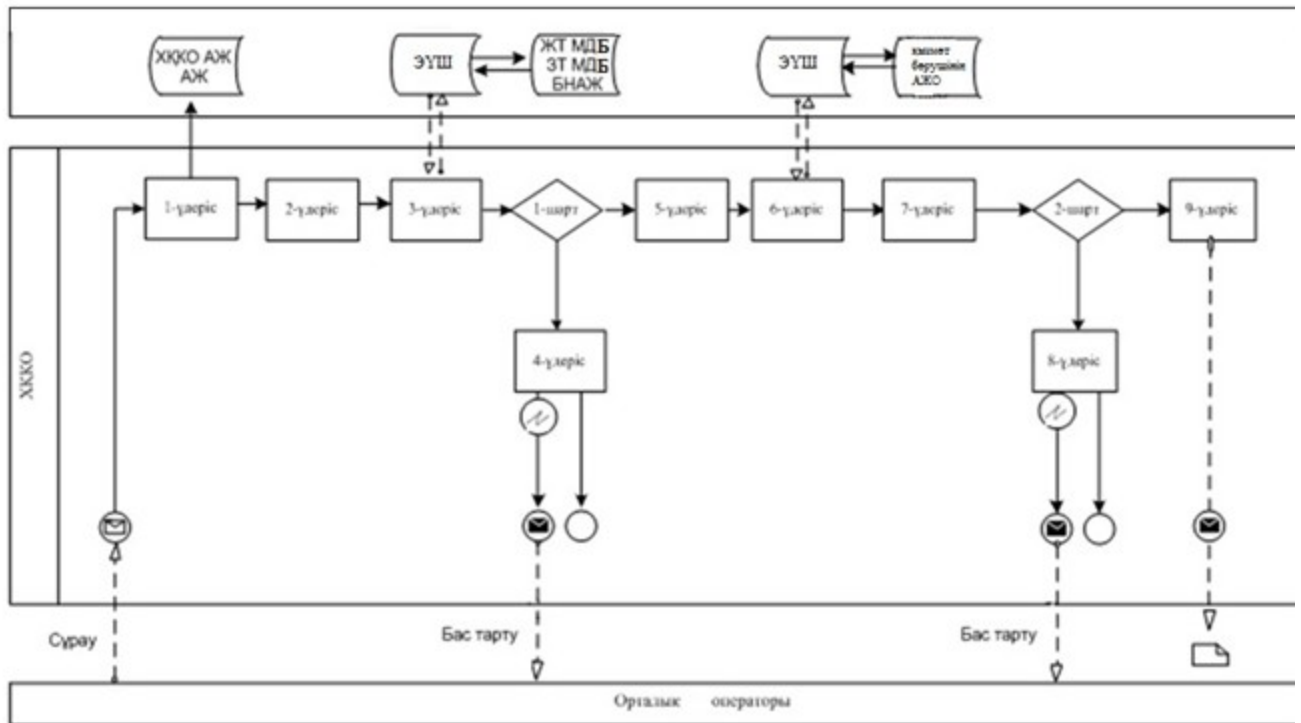 ХҚКО АЖ
АЖ
ЭҮШ
ЖТ МДБ
ЗТ МДБ
БНАЖ
ЭҮШ
қызмет
берушінің
АЖО
ХККО
1-үдеріс
2-үдеріс
3-үдеріс
1-шарт
5-үдеріс
6-үдеріс
7-үдеріс
2-шарт
9-үдеріс
4-үдеріс
8-үдеріс
Сұрау
Бас тарту
Бас тарту
Орталык операторы